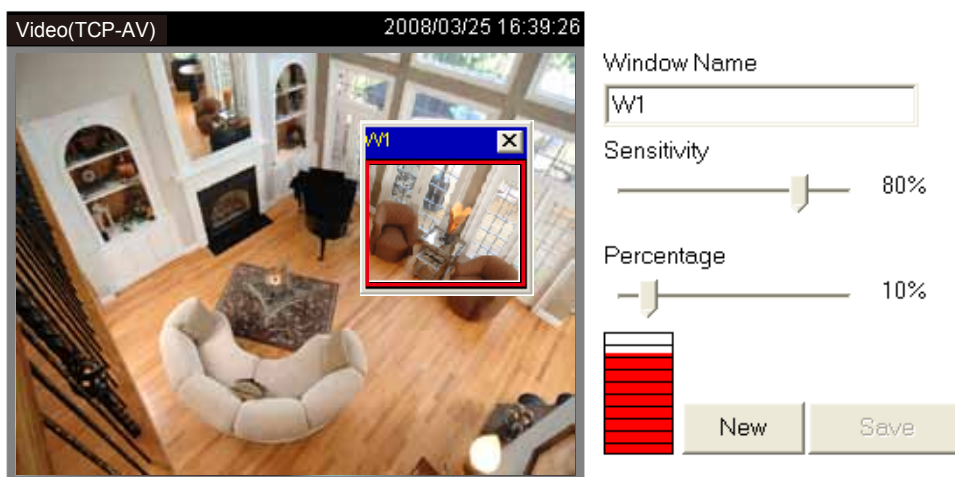 Video(TCP-AV)
2008/03/25 16:39:26
W1
Window Name
W1
Sensitivity
80%
Percentage
10%
New
Save